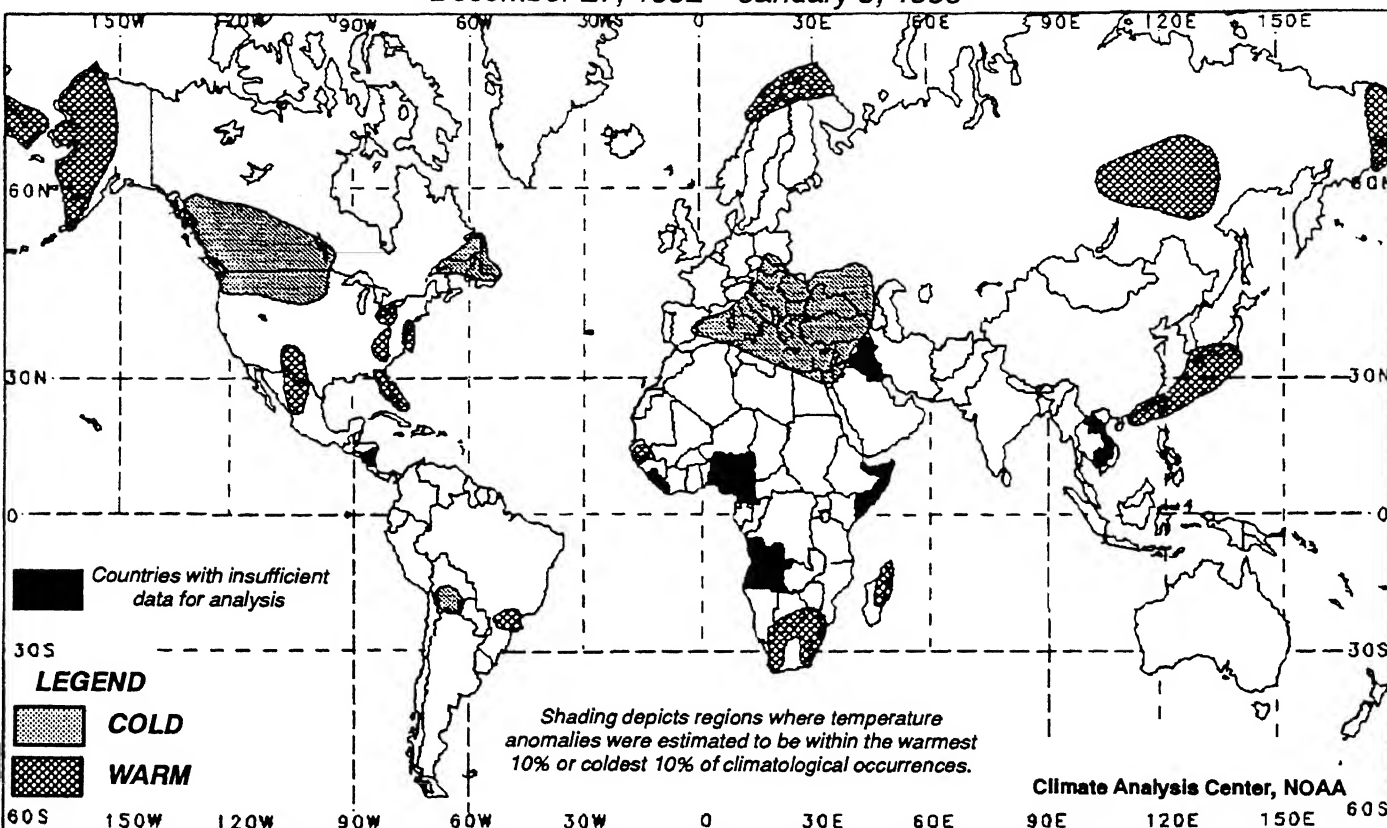 150W 90W 60W 30W 0 30E 60E 90E 120E 150E
60N 60N
30N 30N
0 0
Countries with insufficient
data for analysis
30S 30S
LEGEND
COLD
WARM
Shading depicts regions where temperature
anomalies were estimated to be within the warmest
10% or coldest 10% of climatological occurrences.
Climate Analysis Center, NOAA
60S 150W 120W 90W 60W 30W 0 30E 60E 90E 120E 150E 60S